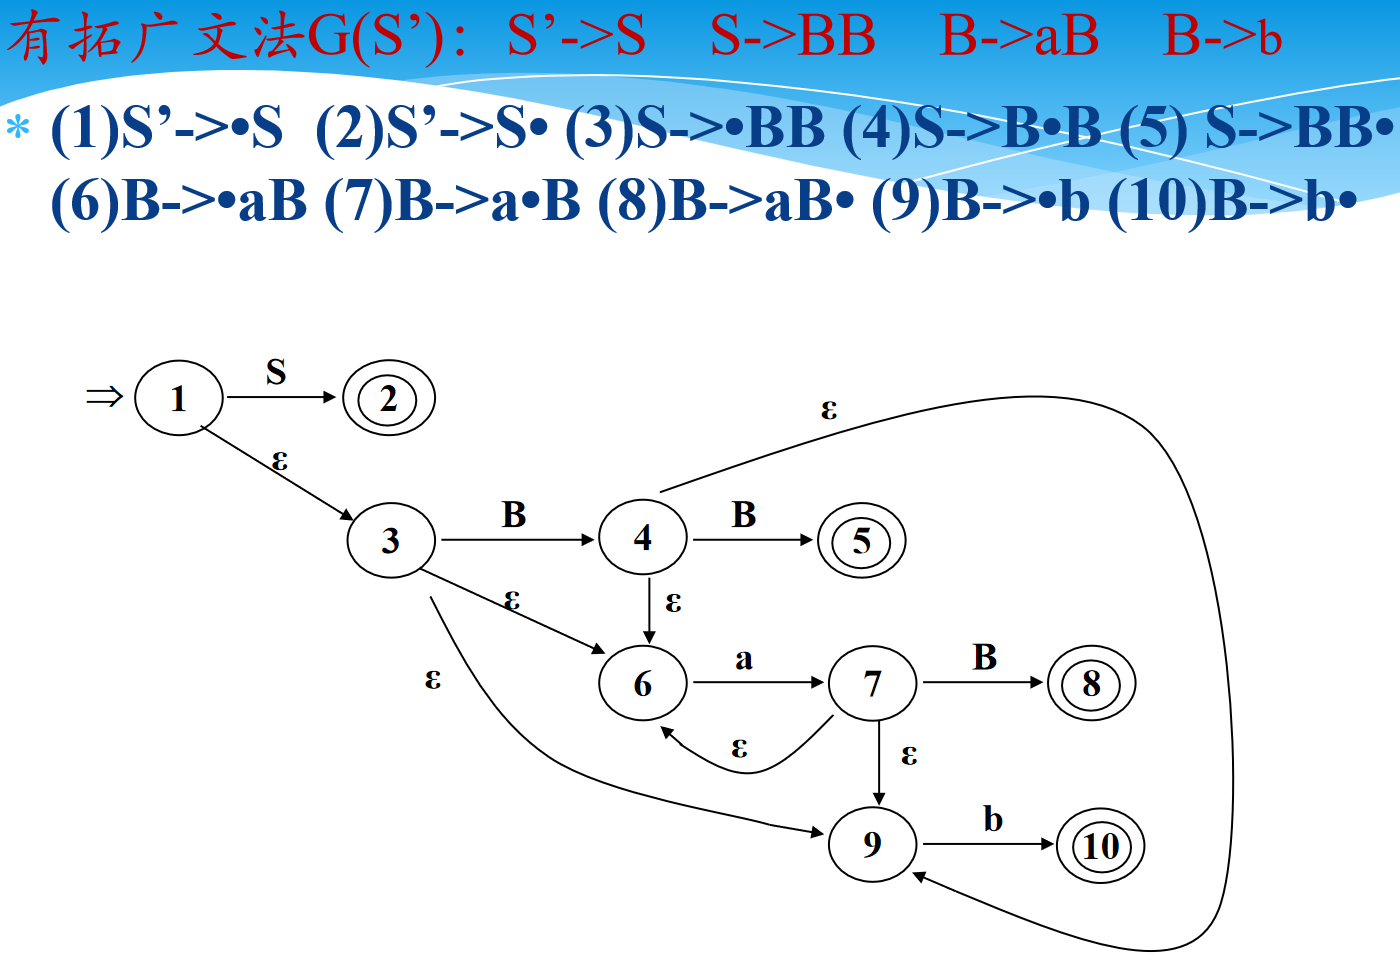 有拓广文法G(S’)： S’->S S->BB B->aB B->b
* (1)S’->•S (2)S’->S• (3)S->•BB (4)S->B•B (5) S->BB•
(6)B->•aB (7)B->a•B (8)B->aB• (9)B->•b (10)B->b•
S
⇒ 1 2
ε
ε
B B
3 4 5
ε ε
a B
ε
6 7 8
ε ε
b
9 10